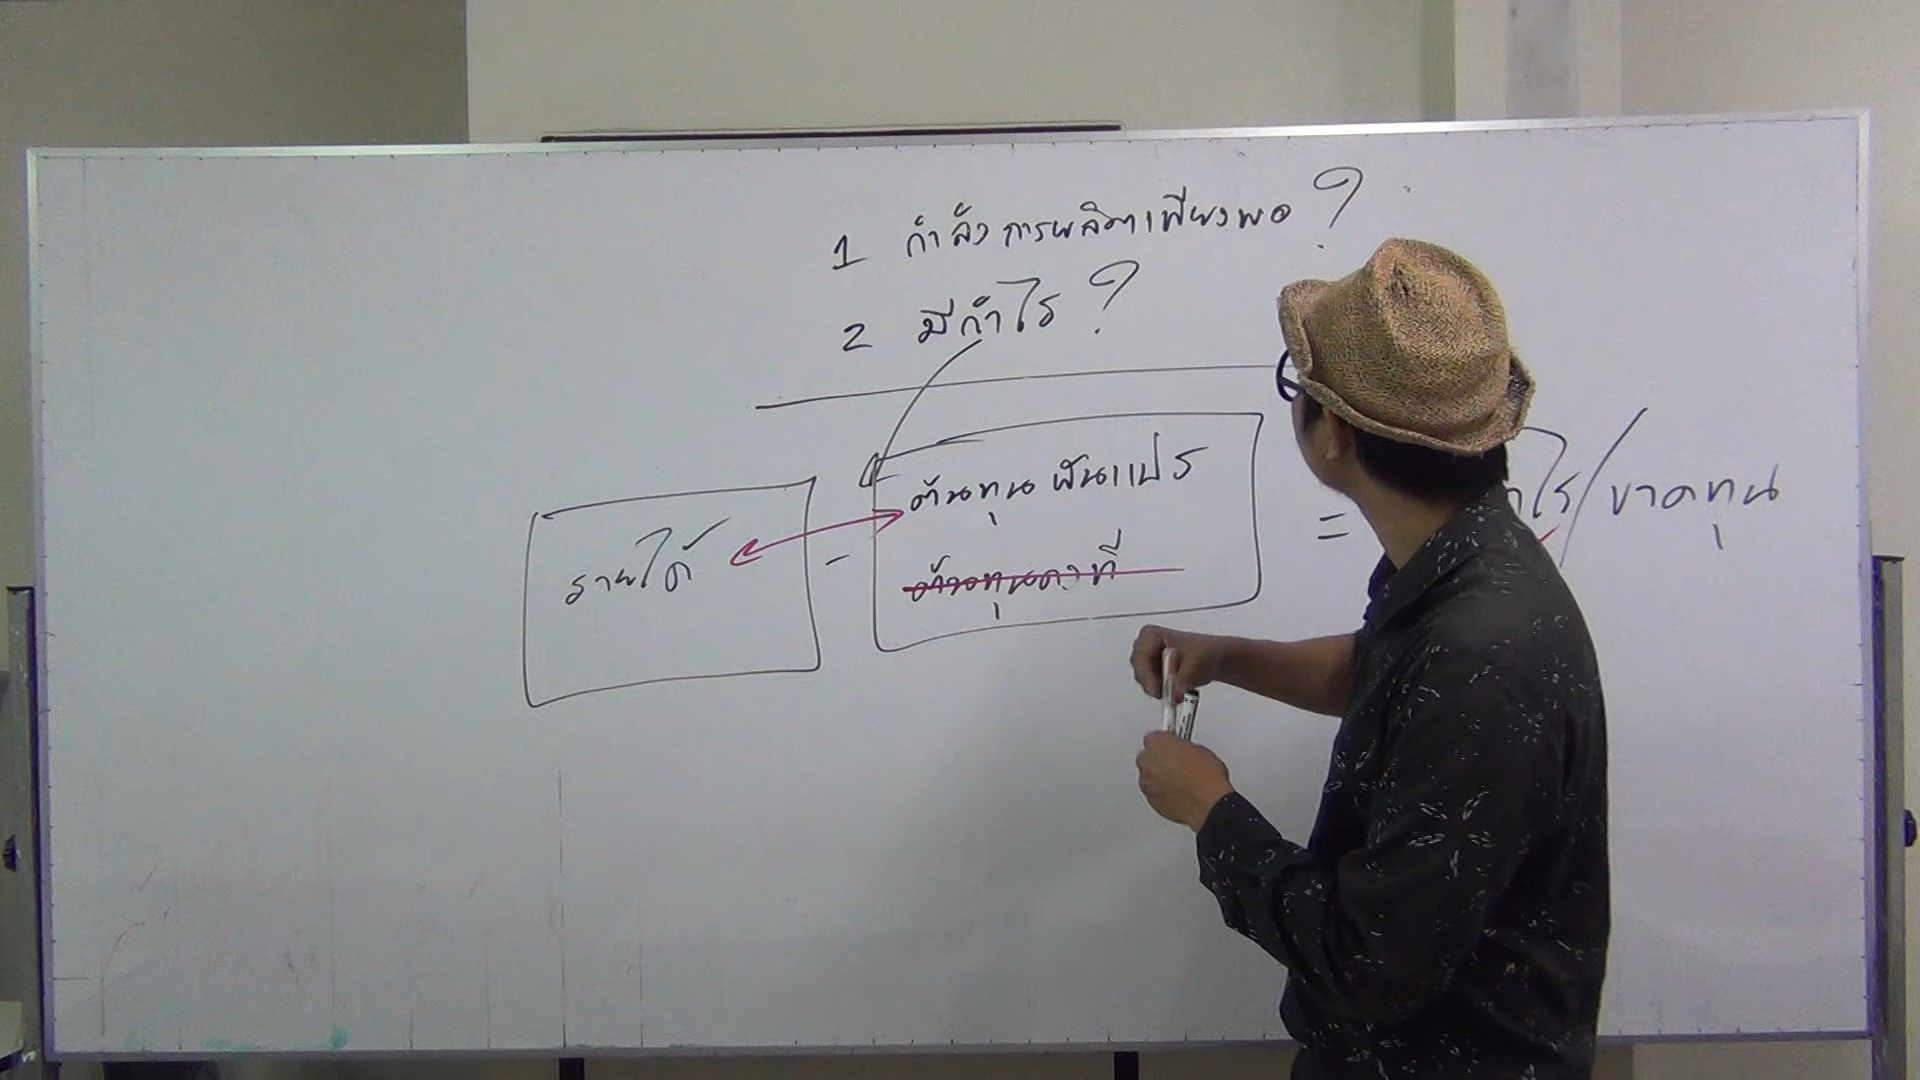 1 กำลังการผลิตเพียงพอ?
2 มีกำไร?
รายได้ - ต้นทุนผันแปร
ต้นทุนคงที่
= ไร/ขาดทุน